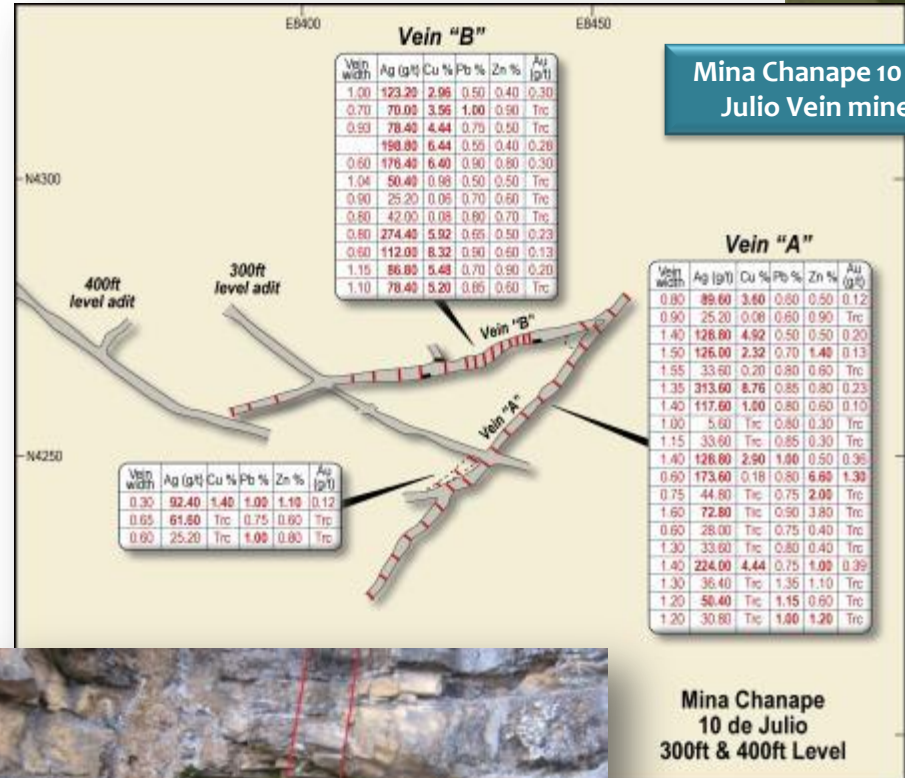 E8400 E8450
Vein "B"
Vein width Ag (g/t) Cu % Pb % Zn % Au (g/t)
1.00 123.20 2.96 0.50 0.40 0.30
0.70 70.00 3.56 1.00 0.90 Trc
0.93 78.40 4.44 0.75 0.50 Trc
198.80 6.44 0.55 0.40 0.26
0.60 176.40 6.40 0.90 0.80 0.30
1.04 50.40 0.98 0.50 0.50 Trc
0.90 25.20 0.06 0.70 0.60 Trc
0.80 42.00 0.08 0.80 0.70 Trc
0.80 274.40 5.92 0.65 0.50 0.23
0.60 112.00 8.32 0.90 0.60 0.13
1.15 86.80 5.48 0.70 0.90 0.20
1.10 78.40 5.20 0.85 0.60 Trc
Mina Chanape 10
Julio Vein mine
N4300
Vein "A"
Vein width Ag (g/t) Cu % Pb % Zn % Au (g/t)
0.80 89.60 3.60 0.60 0.50 0.12
0.90 25.20 0.08 0.60 0.90 Trc
1.40 128.80 4.92 0.50 0.50 0.20
1.50 126.00 2.32 0.70 1.40 0.13
1.55 33.60 0.20 0.80 0.60 Trc
1.35 313.60 8.76 0.85 0.80 0.23
1.40 117.60 1.00 0.80 0.60 0.10
1.00 5.60 Trc 0.80 0.30 Trc
1.15 33.60 Trc 0.85 0.30 Trc
1.40 128.80 2.90 1.00 0.50 0.36
0.60 173.60 0.18 0.80 6.60 1.30
0.75 44.80 Trc 0.75 2.00 Trc
1.60 72.80 Trc 0.90 3.80 Trc
0.60 28.00 Trc 0.75 0.40 Trc
1.30 33.60 Trc 0.80 0.40 Trc
1.40 224.00 4.44 0.75 1.00 0.39
1.30 36.40 Trc 1.35 1.10 Trc
1.20 50.40 Trc 1.15 0.60 Trc
1.20 30.80 Trc 1.00 1.20 Trc
400ft
level adit
300ft
level adit
Vein "B"
Vein "A"
N4250
Vein width Ag (g/t) Cu % Pb % Zn % Au (g/t)
0.30 92.40 1.40 1.00 1.10 0.12
0.65 61.60 Trc 0.75 0.60 Trc
0.60 25.20 Trc 1.00 0.80 Trc
Mina Chanape
10 de Julio
300ft & 400ft Level